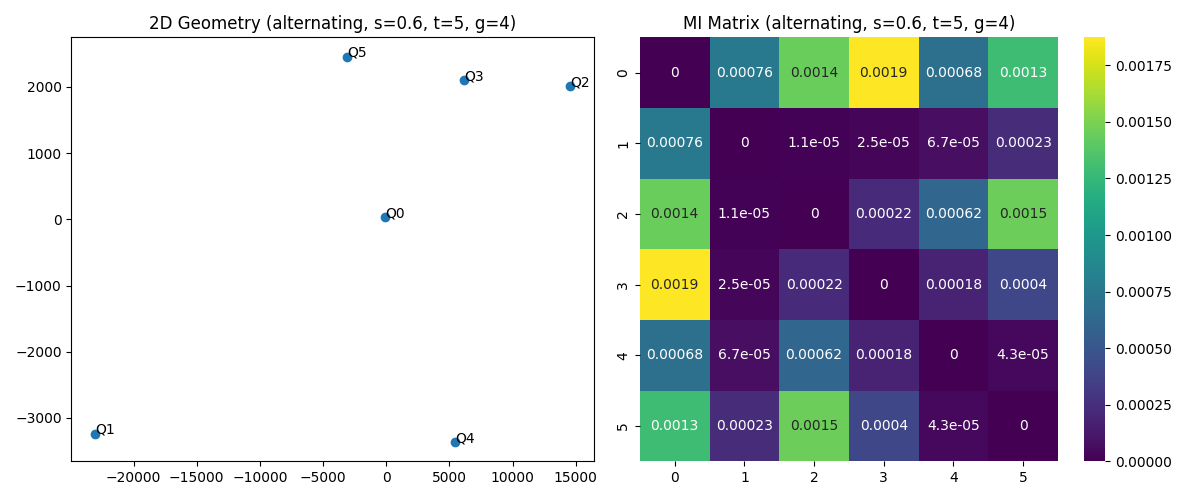 2D Geometry (alternating, s=0.6, t=5, g=4)
2000
1000
0
−1000
−2000
−3000
−20000 −15000 −10000 −5000 0 5000 10000 15000
Q5
Q3
Q2
Q0
Q1
Q4
MI Matrix (alternating, s=0.6, t=5, g=4)
0 0 0.00076 0.0014 0.0019 0.00068 0.0013
1 0.00076 0 1.1e-05 2.5e-05 6.7e-05 0.00023
2 0.0014 1.1e-05 0 0.00022 0.00062 0.0015
3 0.0019 2.5e-05 0.00022 0 0.00018 0.0004
4 0.00068 6.7e-05 0.00062 0.00018 0 4.3e-05
5 0.0013 0.00023 0.0015 0.0004 4.3e-05 0
0 1 2 3 4 5
0.00175
0.00150
0.00125
0.00100
0.00075
0.00050
0.00025
0.00000